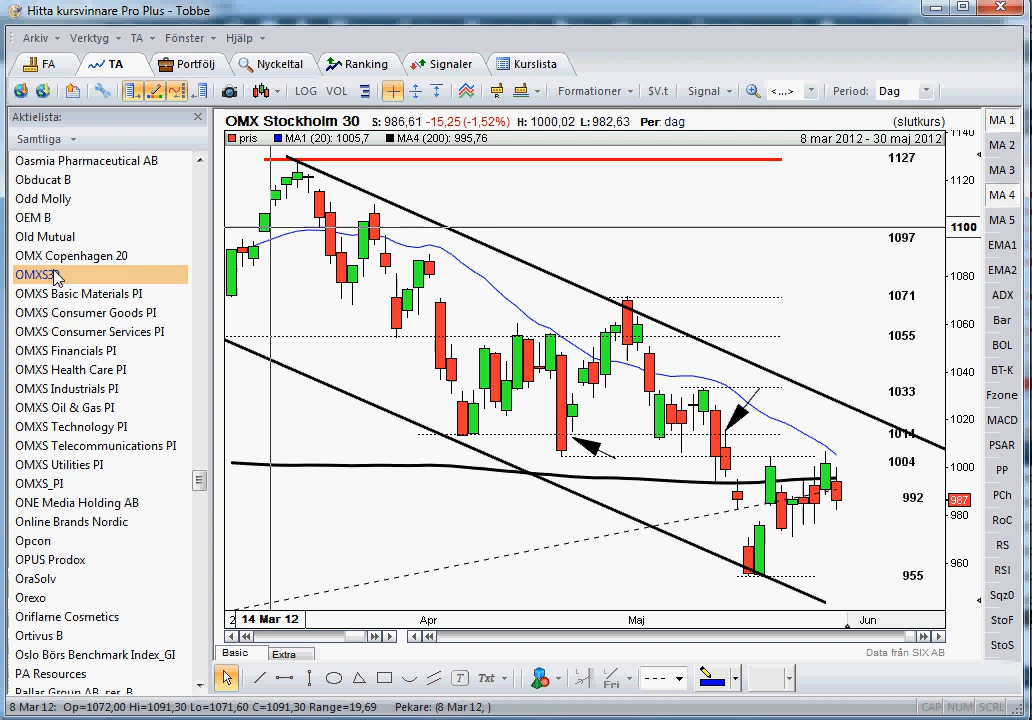 Hitta kursvinnare Pro Plus - Tobbe
Arkiv Verktyg TA Fönster Hjälp
FA TA Portfölj Nyckeltal Ranking Signaler Kurslista
LOG VOL Formationer $V.t Signal <...> Period: Dag
Aktielista:
Samtliga
Oasmia Pharmaceutical AB
Obducat B
Odd Molly
OEM B
Old Mutual
OMX Copenhagen 20
OMXS30
OMXS Basic Materials PI
OMXS Consumer Goods PI
OMXS Consumer Services PI
OMXS Financials PI
OMXS Health Care PI
OMXS Industrials PI
OMXS Oil & Gas PI
OMXS Technology PI
OMXS Telecommunications PI
OMXS Utilities PI
OMXS_PI
ONE Media Holding AB
Online Brands Nordic
Opcon
OPUS Prodox
OraSolv
Orexo
Oriflame Cosmetics
Ortivus B
Oslo Börs Benchmark Index_GI
PA Resources
Pallas Group AB, ser. B
OMX Stockholm 30 S: 986,61 -15,25 (-1,52%) H: 1000,02 L: 982,63 Per: dag (slutkurs)
pris MA1 (20): 1005,7 MA4 (200): 995,76 8 mar 2012 - 30 maj 2012
1127
1097
1071
1055
1033
1014
1004
992
955
1140
1120
1100
1080
1060
1040
1020
1000
987
980
960
2 14 Mar 12 Apr Maj Jun
Basic Extra
Data från SIX AB
MA 1
MA 2
MA 3
MA 4
MA 5
EMA1
EMA2
ADX
Bar
BOL
BT-K
Fzone
MACD
PSAR
PP
PCh
RoC
RS
RSI
Sqz0
StoF
StoS
T Txt Fri
8 Mar 12: Op=1072,00 Hi=1091,30 Lo=1071,60 C=1091,30 Range=19,69 Pekare: (8 Mar 12, )
CAP NUM SCRL